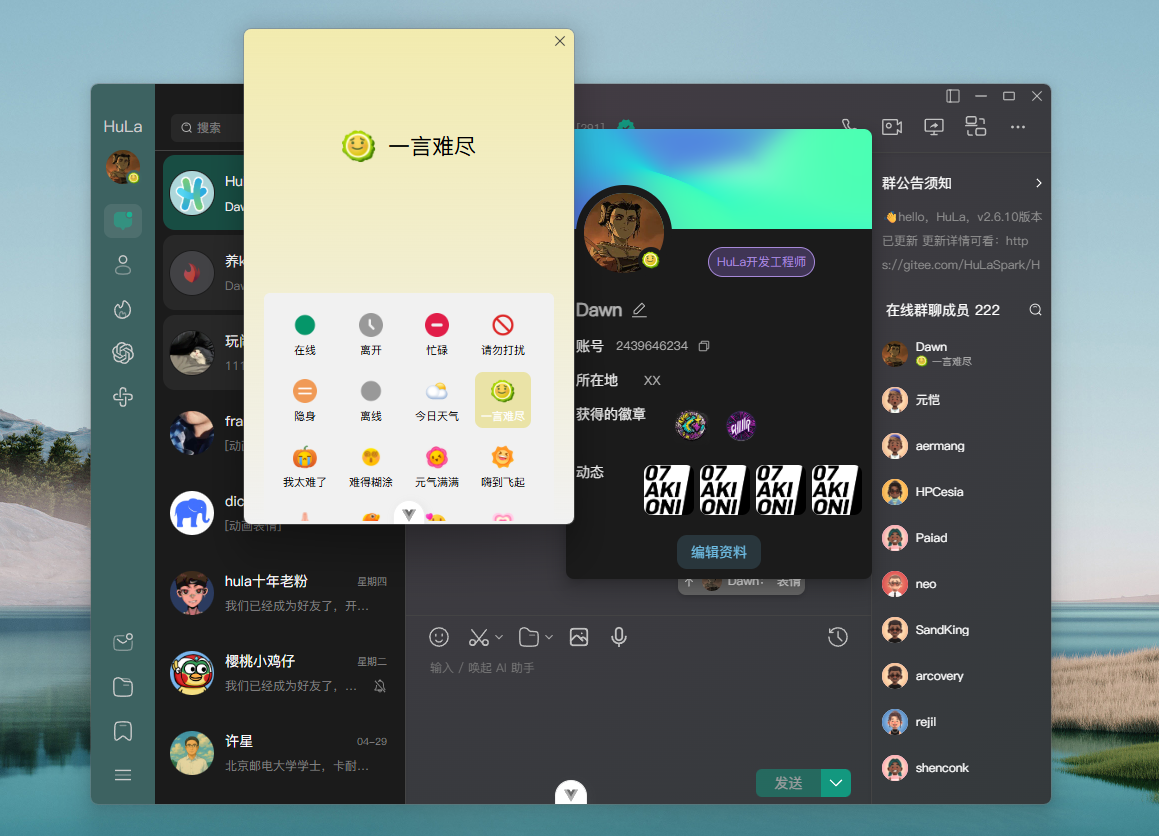 HuLa
搜索
Hu
Dav
养k
Dav
玩
111
fra
[动
dic
[动画表情]
hula十年老粉
星期四
我们已经成为好友了，开...
樱桃小鸡仔
星期二
我们已经成为好友了，...
许星
04-29
北京邮电大学学士，卡耐...
一言难尽
在线
离开
忙碌
请勿打扰
隐身
离线
今日天气
一言难尽
我太难了
难得糊涂
元气满满
嗨到飞起
[291]
HuLa开发工程师
Dawn
账号 2439646234
所在地 XX
获得的徽章
动态
07
AKI
ONI
07
AKI
ONI
07
AKI
ONI
07
AKI
ONI
编辑资料
Dawn： 表情
输入 / 唤起 AI 助手
发送
群公告须知
👋hello，HuLa，v2.6.10版本
已更新 更新详情可看：http
s://gitee.com/HuLaSpark/H
在线群聊成员 222
Dawn
一言难尽
元恺
aermang
HPCesia
Paiad
neo
SandKing
arcovery
rejil
shenconk